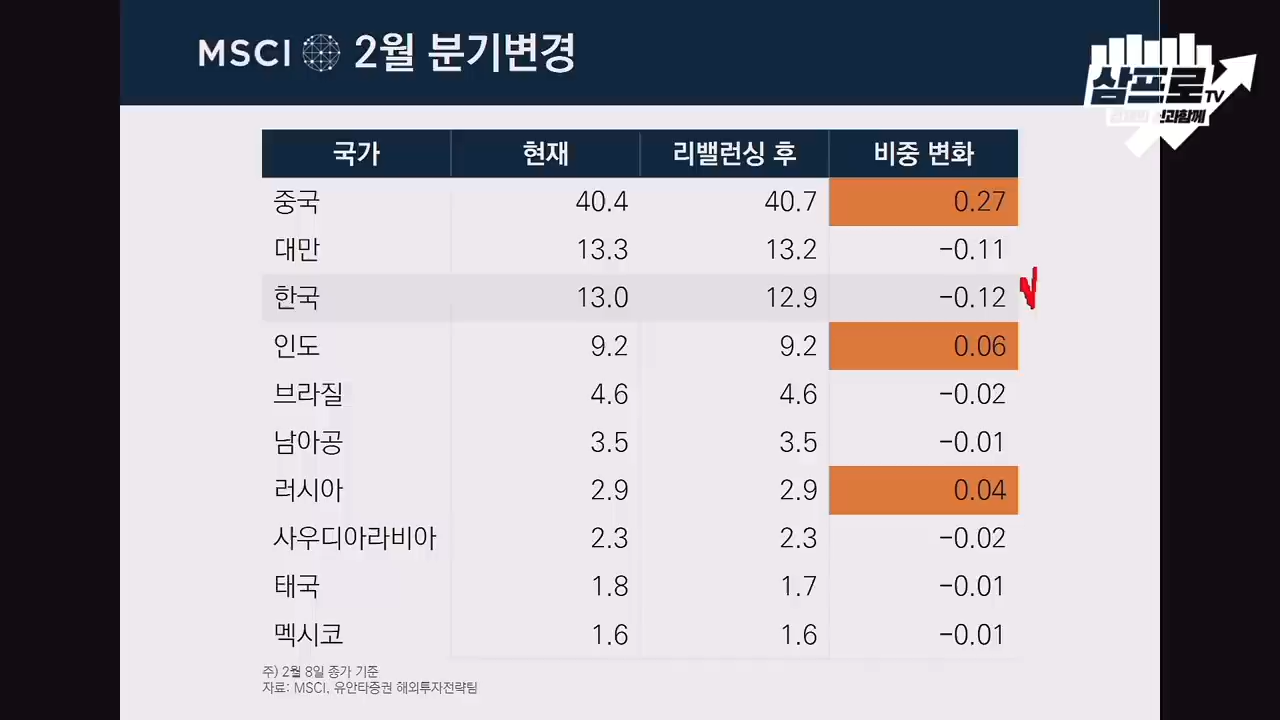 MSCI 2월 분기변경
삼프로TV
국가 현재 리밸런싱 후 비중 변화
중국 40.4 40.7 0.27
대만 13.3 13.2 -0.11
한국 13.0 12.9 -0.12
인도 9.2 9.2 0.06
브라질 4.6 4.6 -0.02
남아공 3.5 3.5 -0.01
러시아 2.9 2.9 0.04
사우디아라비아 2.3 2.3 -0.02
태국 1.8 1.7 -0.01
멕시코 1.6 1.6 -0.01
주) 2월 8일 종가 기준
자료: MSCI, 유안타증권 해외투자전략팀